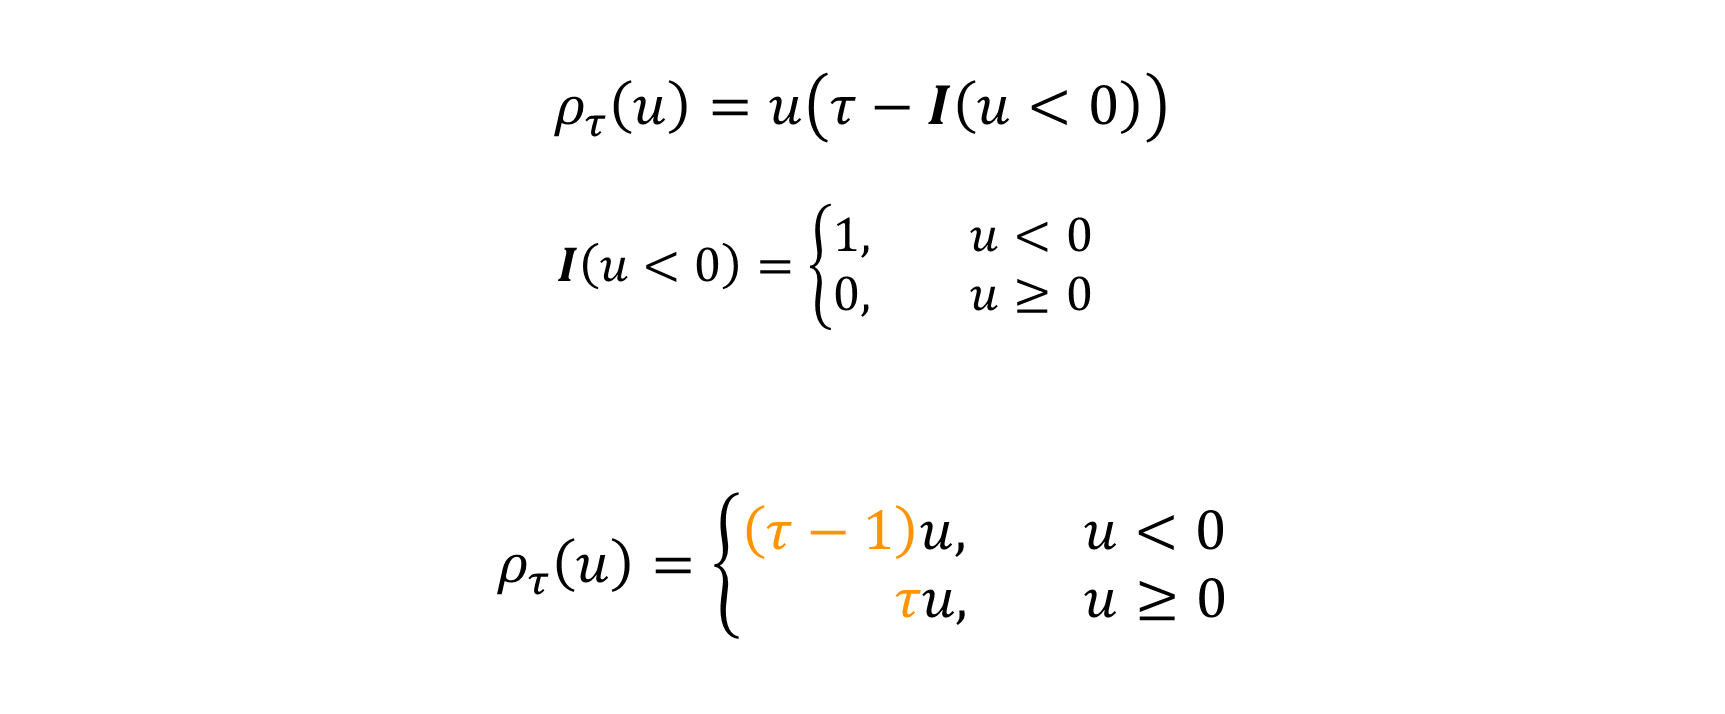 ρ_τ(u) = u(τ − I(u < 0))
I(u < 0) = { 1, u < 0
0, u ≥ 0
ρ_τ(u) = { (τ − 1)u, u < 0
τu, u ≥ 0